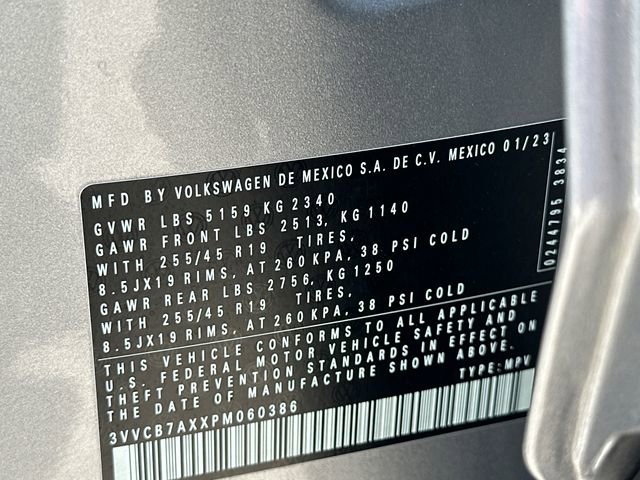 MFD BY VOLKSWAGEN DE MEXICO S.A. DE C.V. MEXICO 01/23
GVWR LBS 5159 KG 2340
GAWR FRONT LBS 2513, KG 1140
WITH 255/45 R19 TIRES,
8.5JX19 RIMS, AT 260 KPA, 38 PSI COLD
GAWR REAR LBS 2756, KG 1250
WITH 255/45 R19 TIRES,
8.5JX19 RIMS, AT 260 KPA, 38 PSI COLD
THIS VEHICLE CONFORMS TO ALL APPLICABLE
U.S. FEDERAL MOTOR VEHICLE SAFETY AND
THEFT PREVENTION STANDARDS IN EFFECT ON
THE DATE OF MANUFACTURE SHOWN ABOVE.
3VVCB7AXXPM060386 TYPE: MPV
0244795 3834